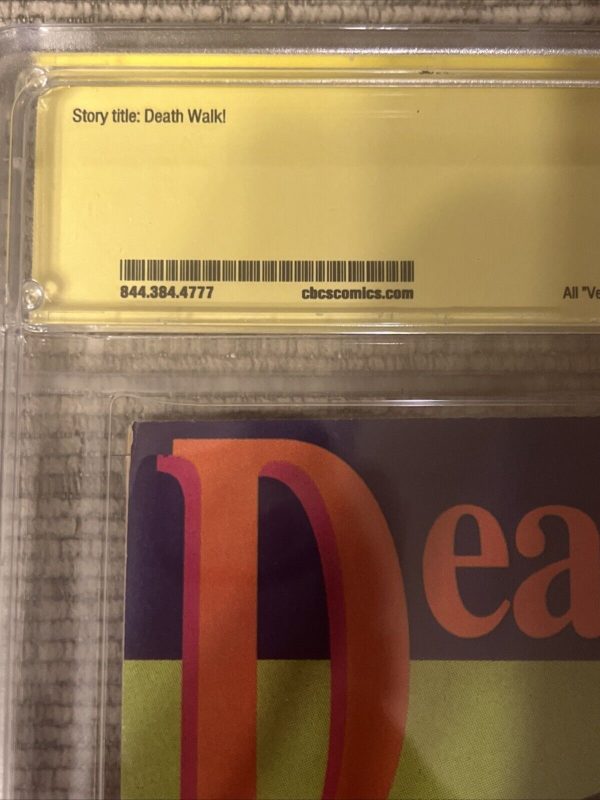 Story title: Death Walk!
844.384.4777 cbcscomics.com
All "Ve
Dea